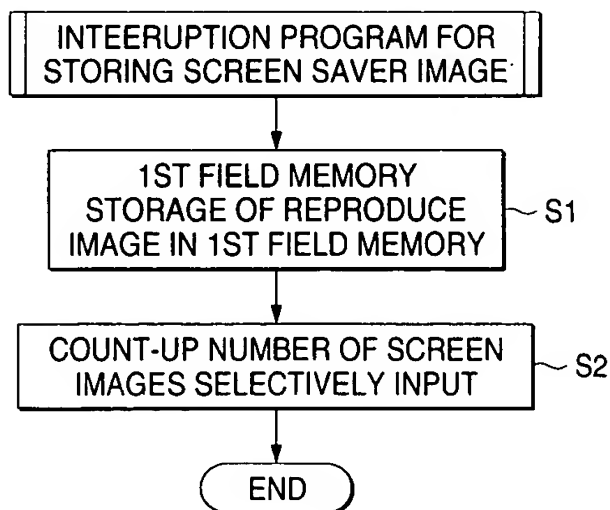 INTEERUPTION PROGRAM FOR
STORING SCREEN SAVER IMAGE
1ST FIELD MEMORY
STORAGE OF REPRODUCE
IMAGE IN 1ST FIELD MEMORY
S1
COUNT-UP NUMBER OF SCREEN
IMAGES SELECTIVELY INPUT
S2
END